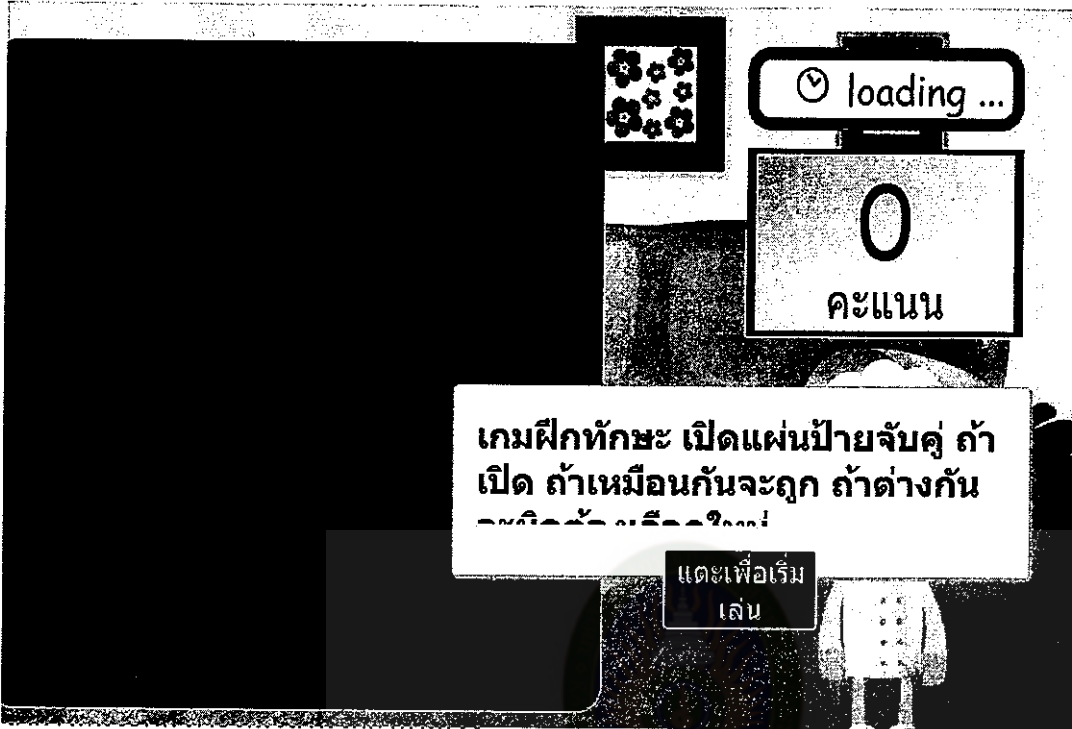 loading ...
0
คะแนน
เกมฝึกทักษะ เปิดแผ่นป้ายจับคู่ ถ้า
เปิด ถ้าเหมือนกันจะถูก ถ้าต่างกัน
แตะเพื่อเริ่ม
เล่น